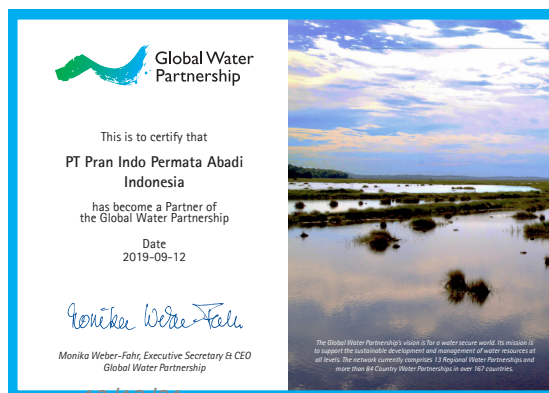 Global Water
Partnership
This is to certify that
PT Pran Indo Permata Abadi
Indonesia
has become a Partner of
the Global Water Partnership
Date
2019-09-12
Monika Weber-Fahr
Monika Weber-Fahr, Executive Secretary & CEO
Global Water Partnership
The Global Water Partnership's vision is for a water secure world. Its mission is
to support the sustainable development and management of water resources at
all levels. The network currently comprises 13 Regional Water Partnerships and
more than 84 Country Water Partnerships in over 167 countries.